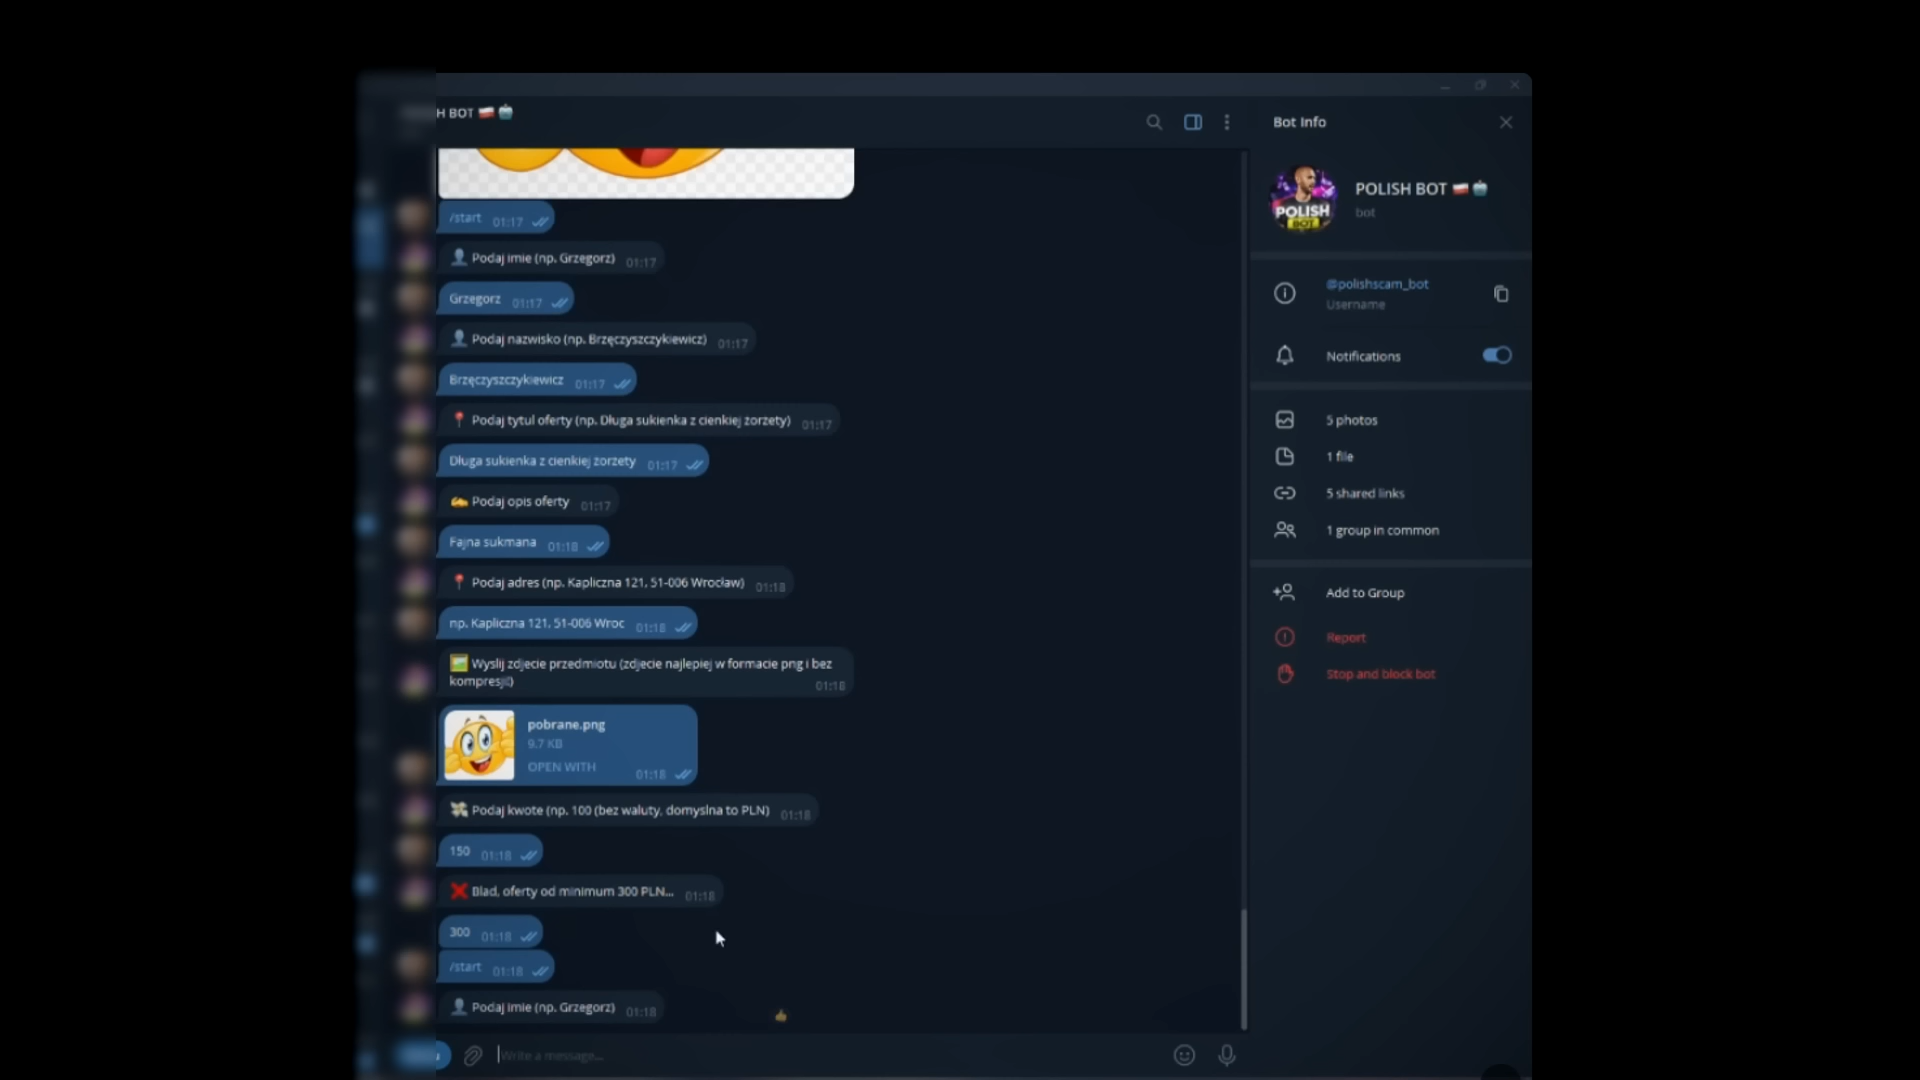 H BOT
Bot Info
POLISH BOT
bot
POLISH
BOT
/start 01:17
Podaj imie (np. Grzegorz) 01:17
Grzegorz 01:17
Podaj nazwisko (np. Brzęczyszczykiewicz) 01:17
Brzęczyszczykiewicz 01:17
Podaj tytul oferty (np. Długa sukienka z cienkiej żorżety) 01:17
Długa sukienka z cienkiej żorżety 01:17
Podaj opis oferty 01:17
Fajna sukmana 01:18
Podaj adres (np. Kapliczna 121, 51-006 Wrocław) 01:18
np. Kapliczna 121, 51-006 Wroc 01:18
Wyslij zdjecie przedmiotu (zdjecie najlepiej w formacie png i bez
kompresji!) 01:18
pobrane.png
9.7 KB
OPEN WITH 01:18
Podaj kwote (np. 100 (bez waluty, domyslna to PLN) 01:18
150 01:18
Blad, oferty od minimum 300 PLN... 01:18
300 01:18
/start 01:18
Podaj imie (np. Grzegorz) 01:18
Write a message...
@polishscam_bot
Username
Notifications
5 photos
1 file
5 shared links
1 group in common
Add to Group
Report
Stop and block bot